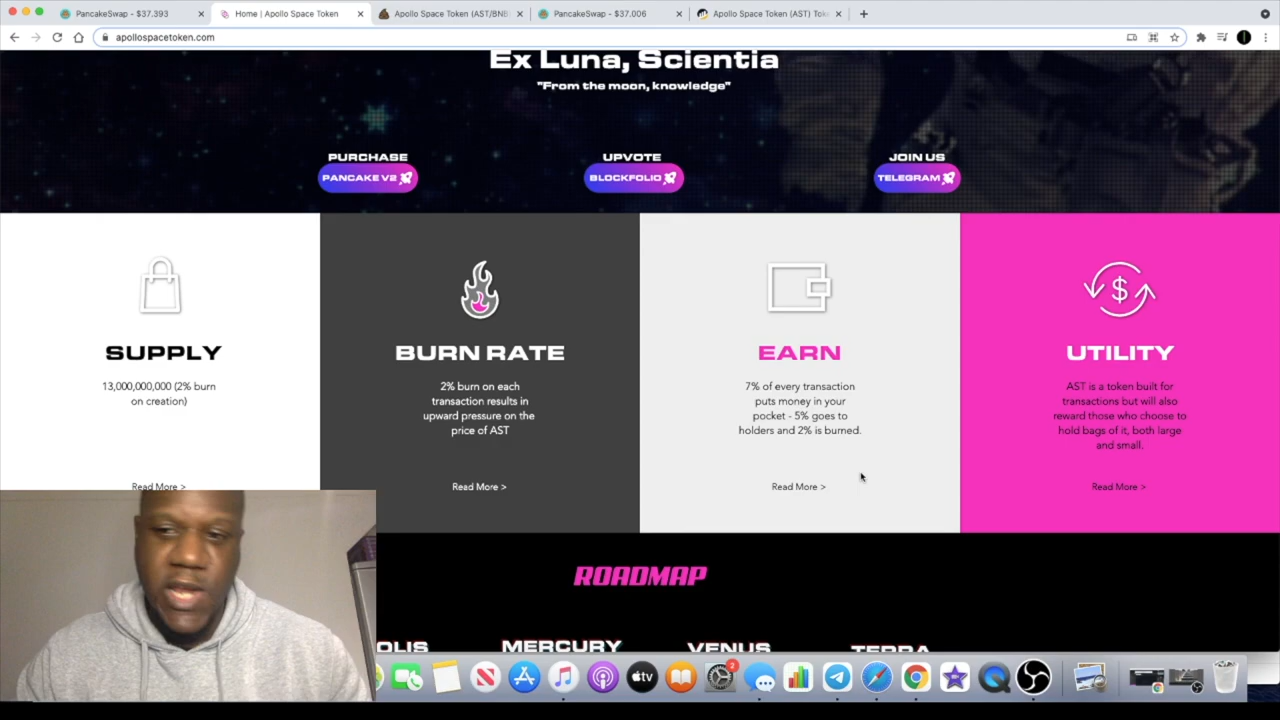 PancakeSwap - $37.393
Home | Apollo Space Token
Apollo Space Token (AST/BNB
PancakeSwap - $37.006
Apollo Space Token (AST) Tok
apollospacetoken.com
Ex Luna, Scientia
"From the moon, knowledge"
PURCHASE
PANCAKE V2
UPVOTE
BLOCKFOLIO
JOIN US
TELEGRAM
SUPPLY
13,000,000,000 (2% burn
on creation)
Read More >
BURN RATE
2% burn on each
transaction results in
upward pressure on the
price of AST
Read More >
EARN
7% of every transaction
puts money in your
pocket - 5% goes to
holders and 2% is burned.
Read More >
UTILITY
AST is a token built for
transactions but will also
reward those who choose to
hold bags of it, both large
and small.
Read More >
ROADMAP
OLIS
MERCURY
VENUS
TERRA
tv
2